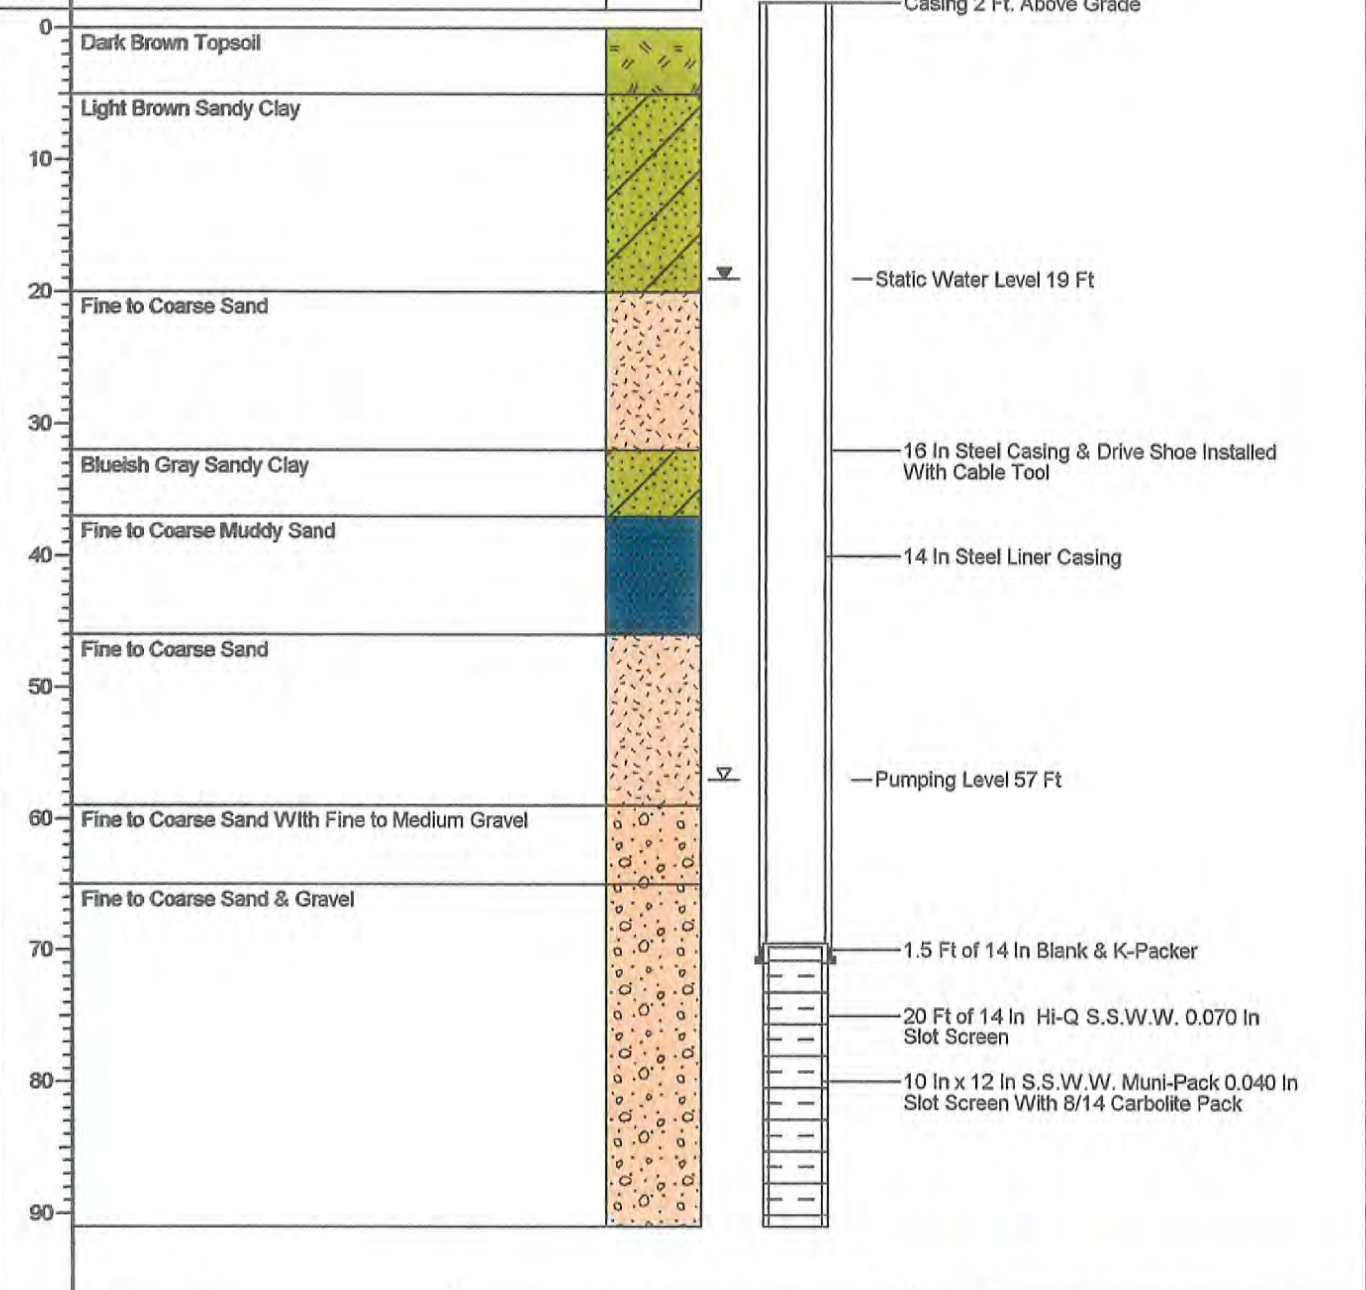 Casing 2 Ft. Above Grade
0
Dark Brown Topsoil
Light Brown Sandy Clay
10
Static Water Level 19 Ft
20
Fine to Coarse Sand
30
16 In Steel Casing & Drive Shoe Installed
With Cable Tool
Blueish Gray Sandy Clay
Fine to Coarse Muddy Sand
40
14 In Steel Liner Casing
Fine to Coarse Sand
50
Pumping Level 57 Ft
60
Fine to Coarse Sand With Fine to Medium Gravel
Fine to Coarse Sand & Gravel
70
1.5 Ft of 14 In Blank & K-Packer
20 Ft of 14 In Hi-Q S.S.W.W. 0.070 In
Slot Screen
80
10 In x 12 In S.S.W.W. Muni-Pack 0.040 In
Slot Screen With 8/14 Carbolite Pack
90